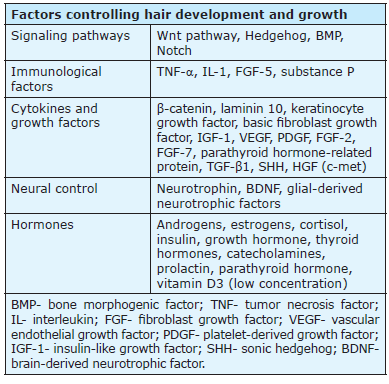 Factors controlling hair development and growth
Signaling pathways
Wnt pathway, Hedgehog, BMP,
Notch
Immunological
factors
TNF-α, IL-1, FGF-5, substance P
Cytokines and
growth factors
β-catenin, laminin 10, keratinocyte
growth factor, basic fibroblast growth
factor, IGF-1, VEGF, PDGF, FGF-2,
FGF-7, parathyroid hormone-related
protein, TGF-β1, SHH, HGF (c-met)
Neural control
Neurotrophin, BDNF, glial-derived
neurotrophic factors
Hormones
Androgens, estrogens, cortisol,
insulin, growth hormone, thyroid
hormones, catecholamines,
prolactin, parathyroid hormone,
vitamin D3 (low concentration)
BMP- bone morphogenic factor; TNF- tumor necrosis factor;
IL- interleukin; FGF- fibroblast growth factor; VEGF- vascular
endothelial growth factor; PDGF- platelet-derived growth factor;
IGF-1- insulin-like growth factor; SHH- sonic hedgehog; BDNF-
brain-derived neurotrophic factor.